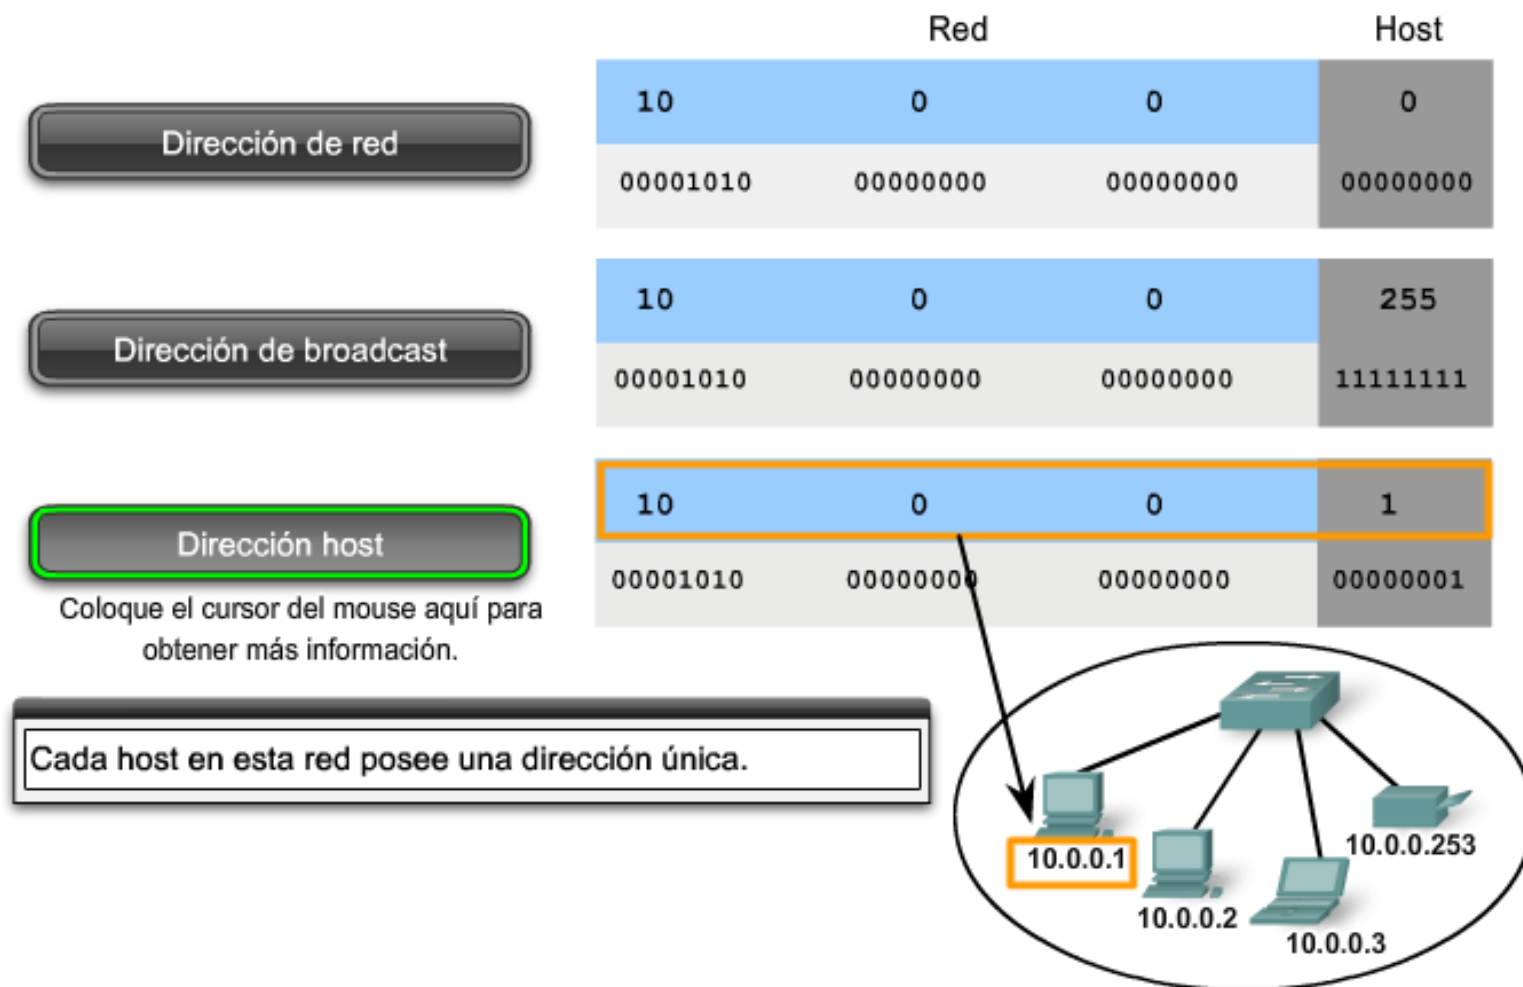 Red Host
10 0 0 0
Dirección de red
00001010 00000000 00000000 00000000
10 0 0 255
Dirección de broadcast
00001010 00000000 00000000 11111111
10 0 0 1
Dirección host
00001010 00000000 00000000 00000001
Coloque el cursor del mouse aquí para
obtener más información.
Cada host en esta red posee una dirección única.
10.0.0.1
10.0.0.2
10.0.0.3
10.0.0.253